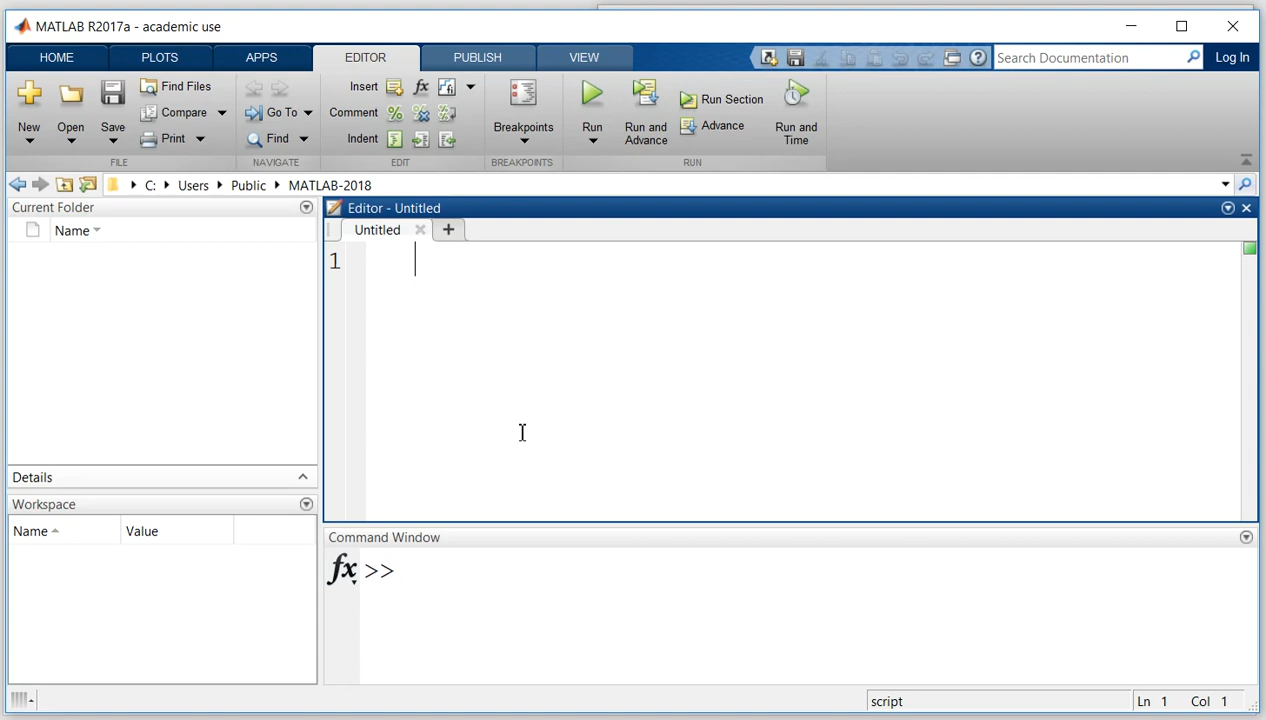 MATLAB R2017a - academic use
HOME PLOTS APPS EDITOR PUBLISH VIEW Search Documentation Log In
New Open Save Find Files Compare Print
FILE
Go To Find
NAVIGATE
Insert fx
Comment %
Indent
EDIT
Breakpoints
BREAKPOINTS
Run Run and Advance Run Section Advance Run and Time
RUN
C: Users Public MATLAB-2018
Current Folder
Name
Details
Workspace
Name Value
Editor - Untitled
Untitled
1
Command Window
fx >>
script Ln 1 Col 1